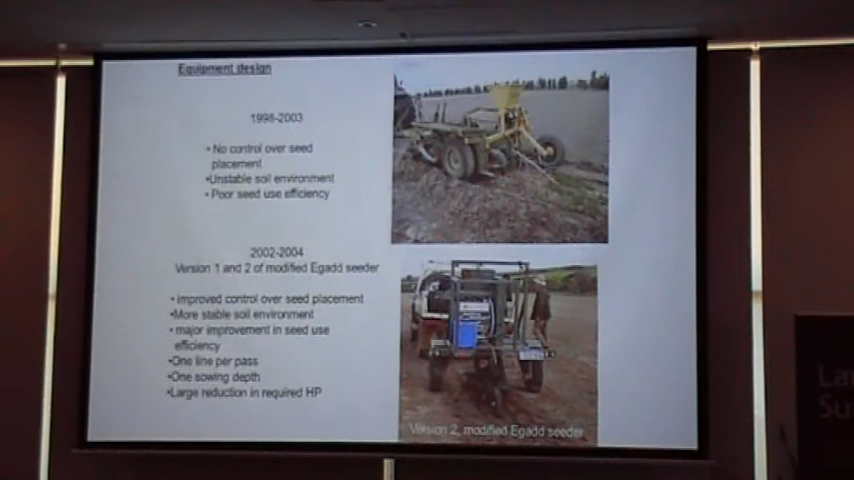 Equipment design
1998-2003
• No control over seed
placement
•Unstable soil environment
• Poor seed use efficiency
2002-2004
Version 1 and 2 of modified Egadd seeder
• improved control over seed placement
•More stable soil environment
• major improvement in seed use
efficiency
•One line per pass
•One sowing depth
•Large reduction in required HP
Version 2, modified Egadd seeder